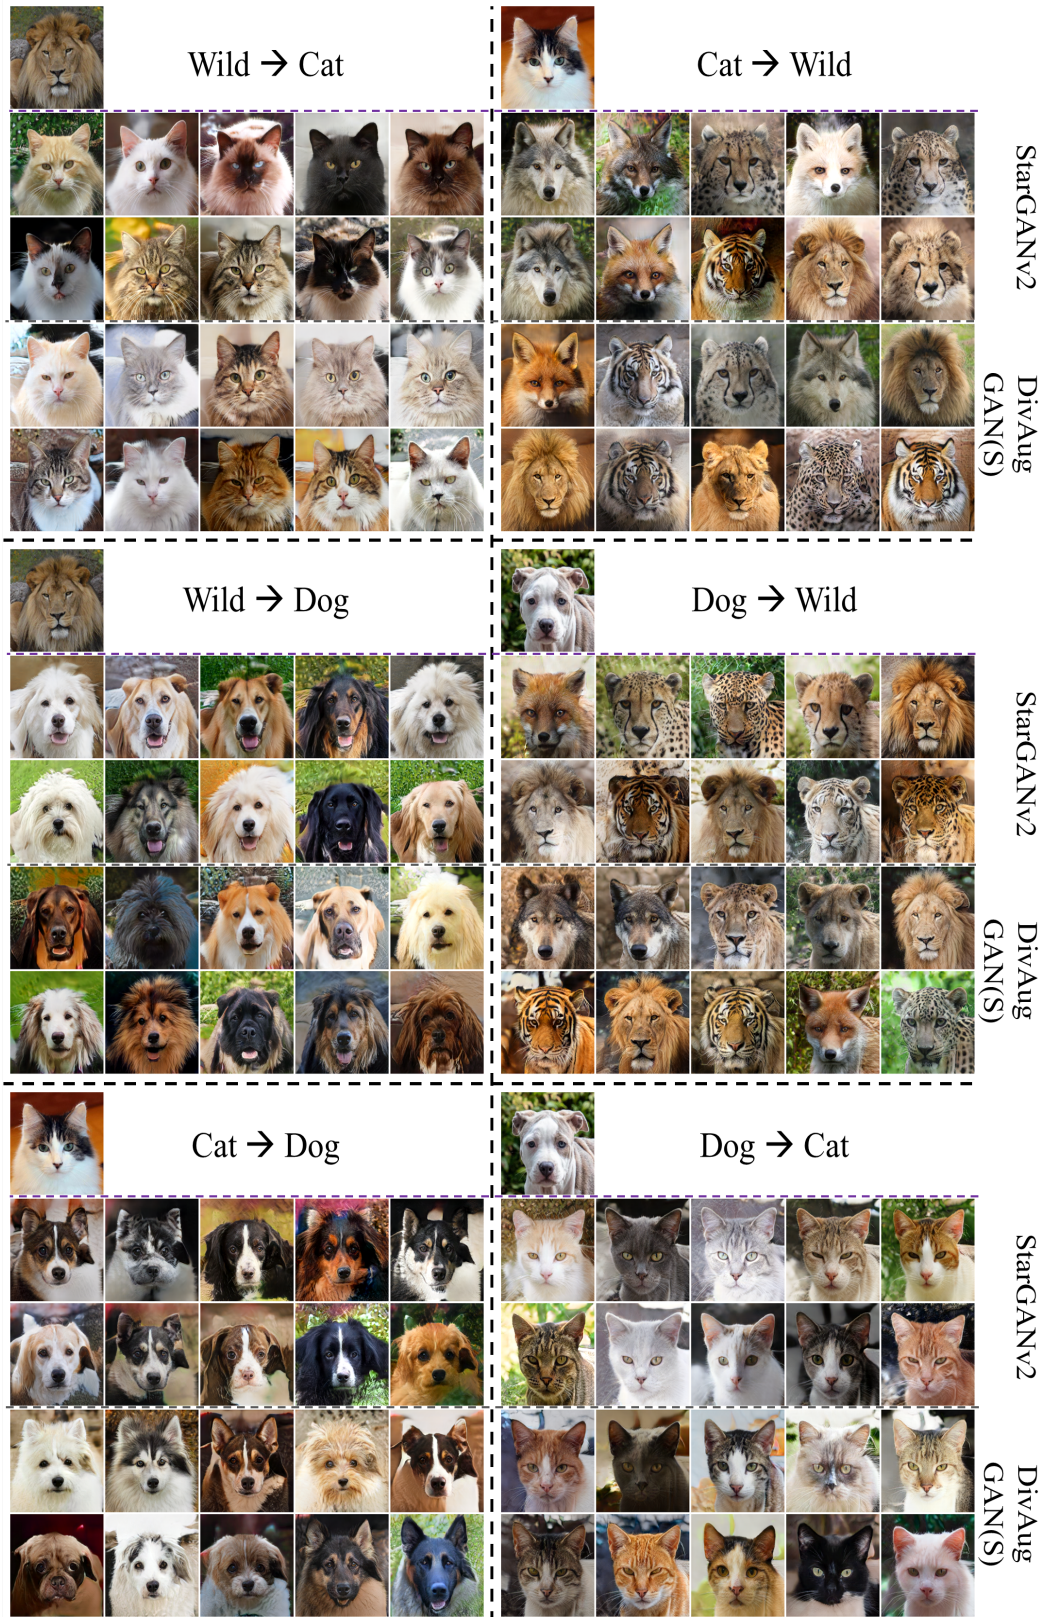 Wild → Cat
Cat → Wild
StarGANv2
DivAug
GAN(S)
Wild → Dog
Dog → Wild
StarGANv2
DivAug
GAN(S)
Cat → Dog
Dog → Cat
StarGANv2
DivAug
GAN(S)